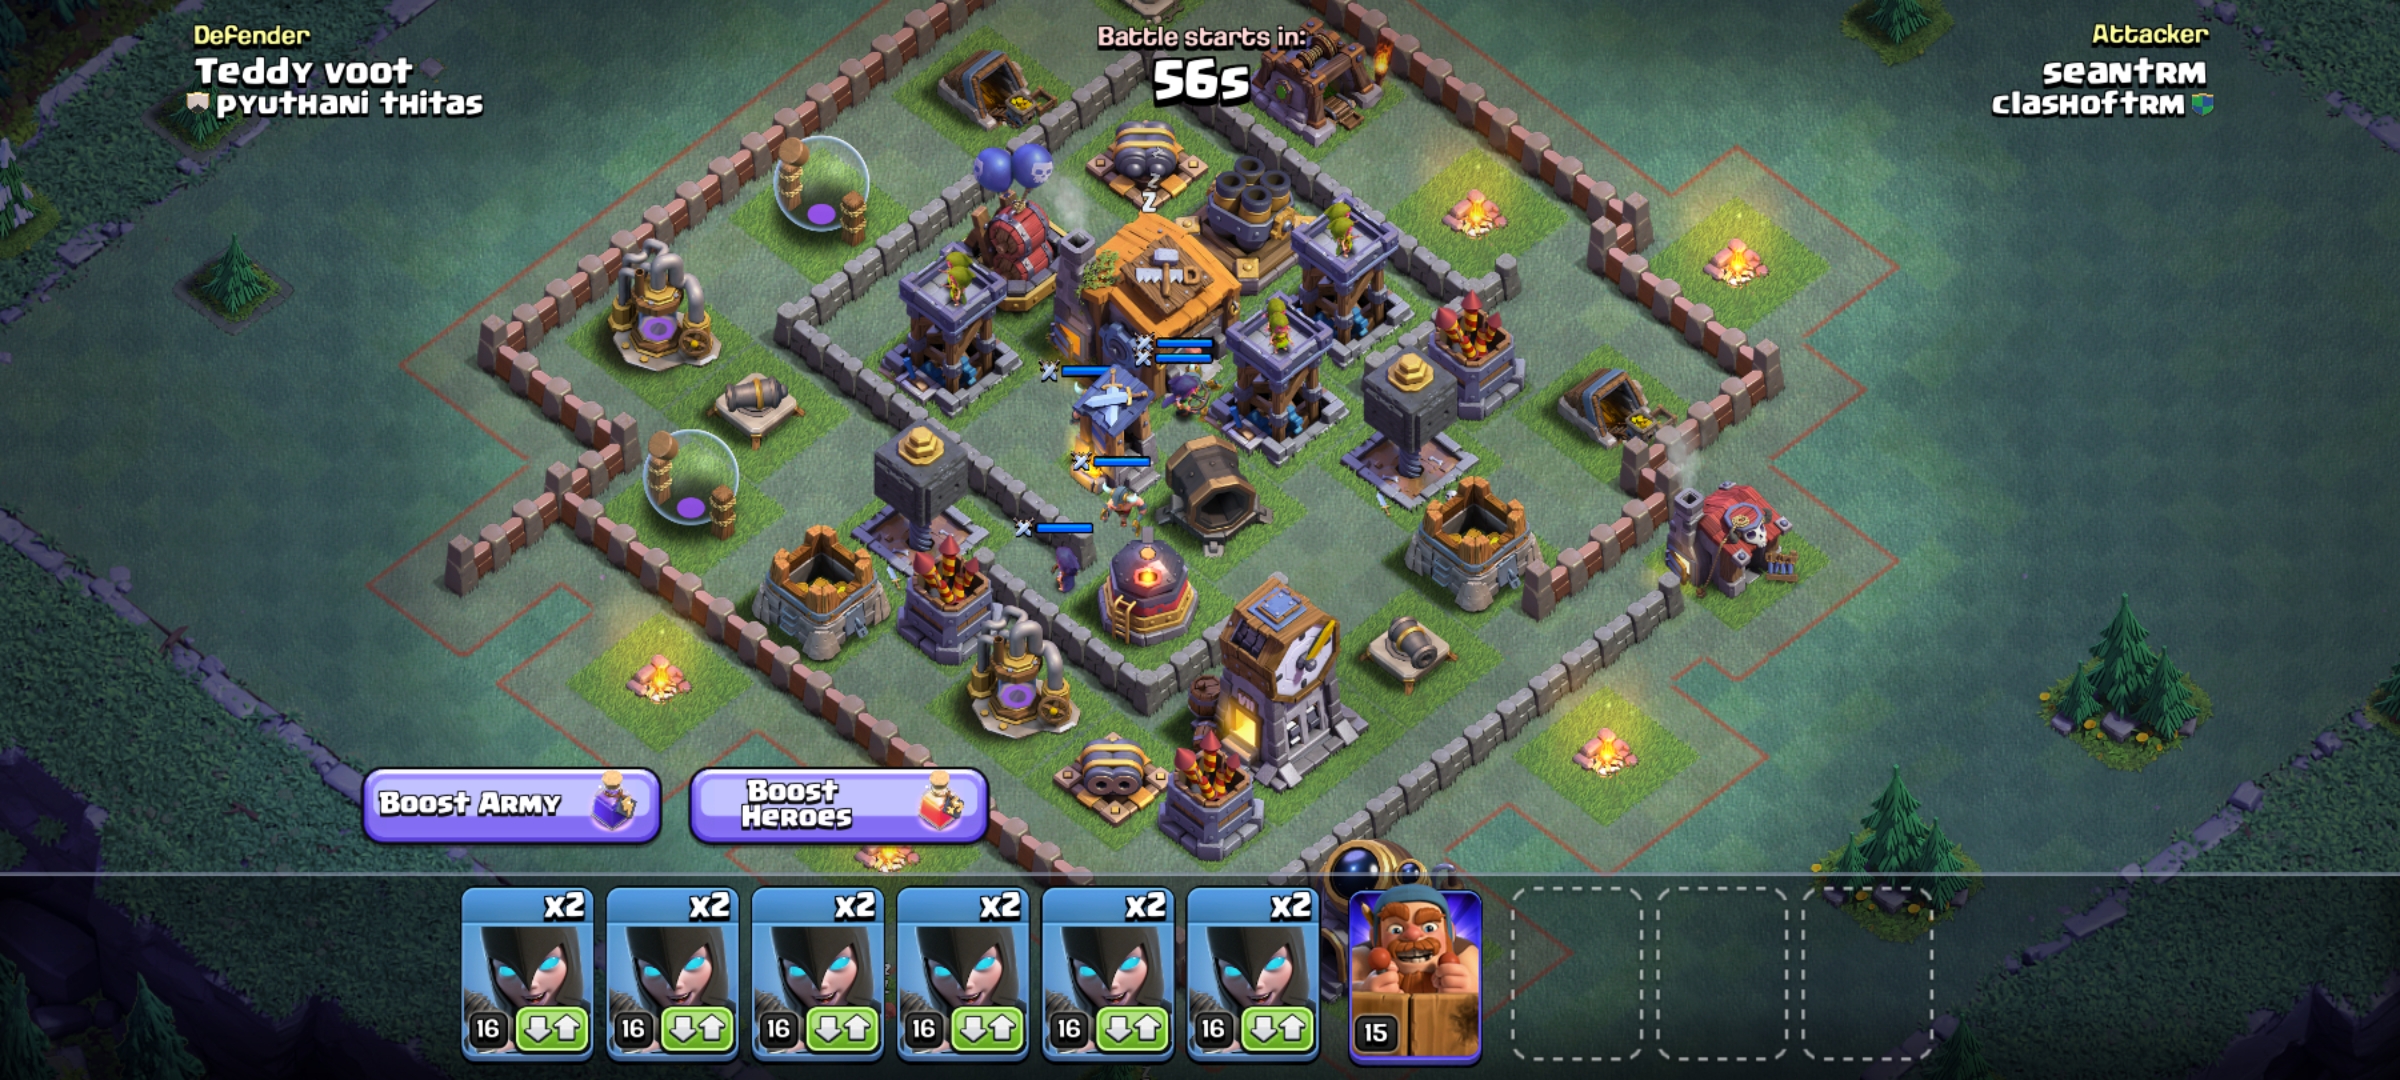 Defender
Teddy voot
pyuthani thitas
Battle starts in:
56s
Attacker
seantRM
clashoftRM
z
z
VII
Boost Army
Boost
Heroes
x2
x2
x2
x2
x2
x2
16
16
16
16
16
16
15